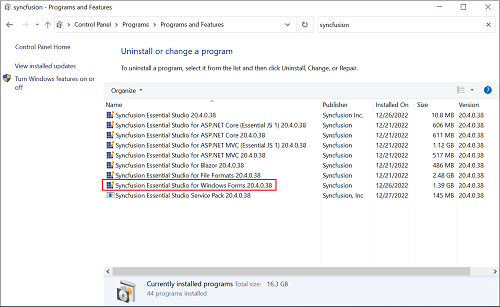 syncfusion - Programs and Features
Control Panel > Programs > Programs and Features
syncfusion
Control Panel Home
View installed updates
Turn Windows features on or
off
Uninstall or change a program
To uninstall a program, select it from the list and then click Uninstall, Change, or Repair.
Organize
Name Publisher Installed On Size Version
Syncfusion Essential Studio 20.4.0.38 Syncfusion Inc. 12/26/2022 10.8 MB 20.4.0.38
Syncfusion Essential Studio for ASP.NET Core (Essential JS 1) 20.4.0.38 Syncfusion 12/21/2022 606 MB 20.4.0.38
Syncfusion Essential Studio for ASP.NET Core 20.4.0.38 Syncfusion 12/21/2022 611 MB 20.4.0.38
Syncfusion Essential Studio for ASP.NET MVC (Essential JS 1) 20.4.0.38 Syncfusion 12/21/2022 1.12 GB 20.4.0.38
Syncfusion Essential Studio for ASP.NET MVC 20.4.0.38 Syncfusion 12/21/2022 517 MB 20.4.0.38
Syncfusion Essential Studio for Blazor 20.4.0.38 Syncfusion 12/26/2022 486 MB 20.4.0.38
Syncfusion Essential Studio for File Formats 20.4.0.38 Syncfusion 12/21/2022 2.48 GB 20.4.0.38
Syncfusion Essential Studio for Windows Forms 20.4.0.38 Syncfusion 12/26/2022 1.39 GB 20.4.0.38
Syncfusion Essential Studio Service Pack 20.4.0.38 Syncfusion, Inc 12/27/2022 145 MB 20.4.0.38
Currently installed programs Total size: 16.3 GB
44 programs installed